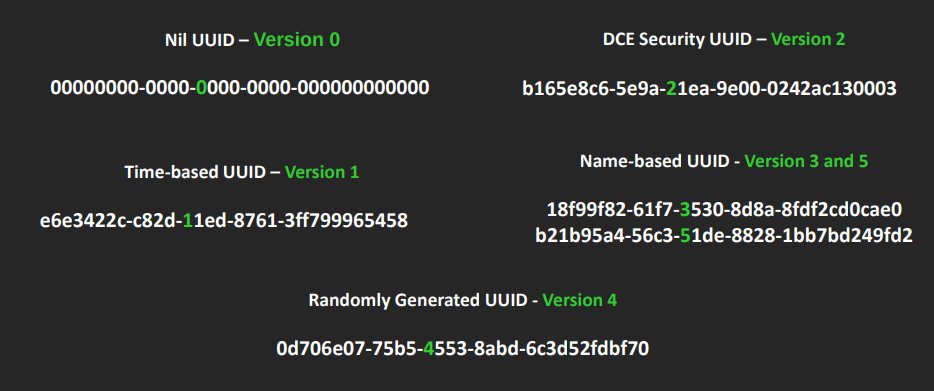 Nil UUID – Version 0
00000000-0000-0000-0000-000000000000
DCE Security UUID – Version 2
b165e8c6-5e9a-21ea-9e00-0242ac130003
Time-based UUID – Version 1
e6e3422c-c82d-11ed-8761-3ff799965458
Name-based UUID - Version 3 and 5
18f99f82-61f7-3530-8d8a-8fdf2cd0cae0
b21b95a4-56c3-51de-8828-1bb7bd249fd2
Randomly Generated UUID - Version 4
0d706e07-75b5-4553-8abd-6c3d52fdbf70